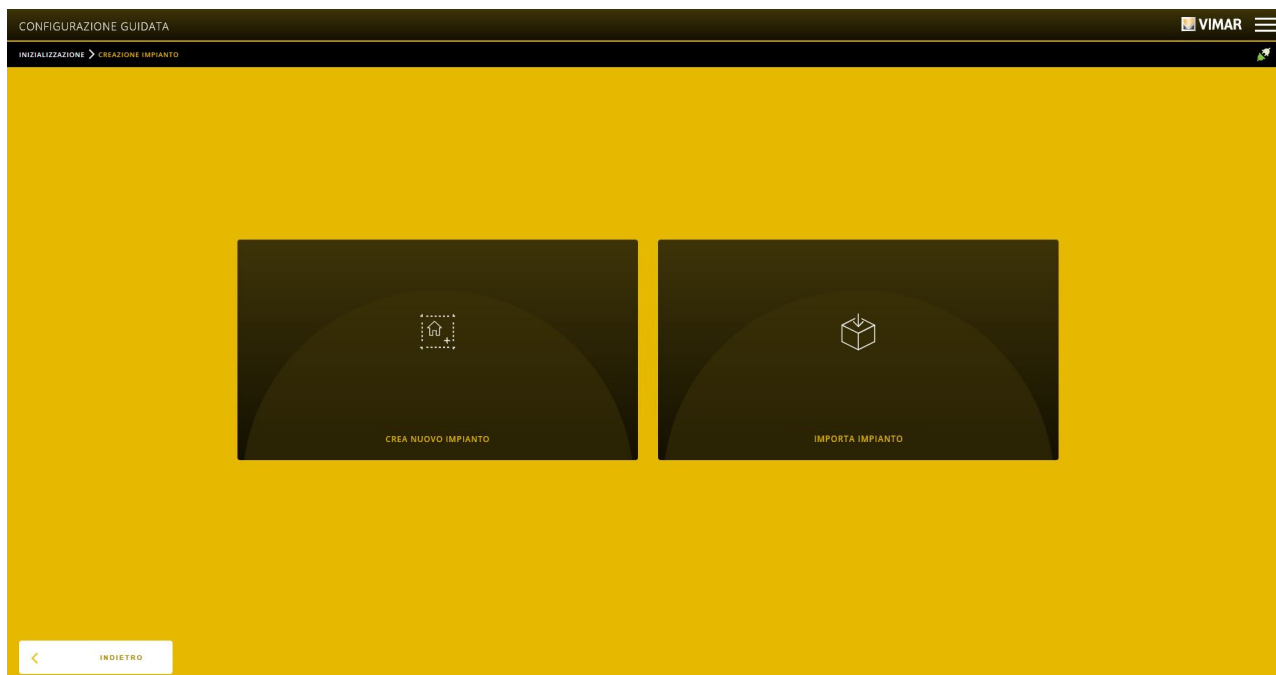 CONFIGURAZIONE GUIDATA
VIMAR
INIZIALIZZAZIONE > CREAZIONE IMPIANTO
CREA NUOVO IMPIANTO
IMPORTA IMPIANTO
INDIETRO